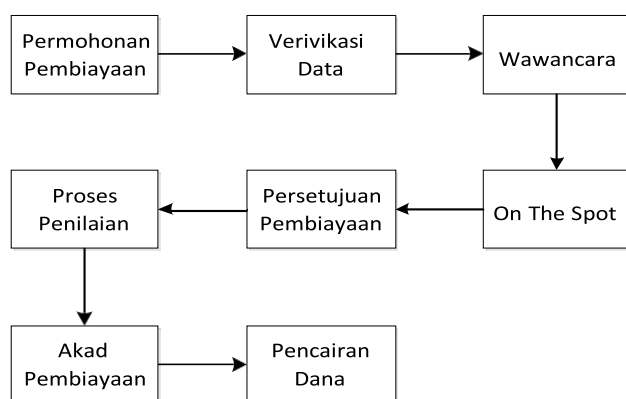 Permohonan
Pembiayaan
Verivikasi
Data
Wawancara
On The Spot
Persetujuan
Pembiayaan
Proses
Penilaian
Akad
Pembiayaan
Pencairan
Dana